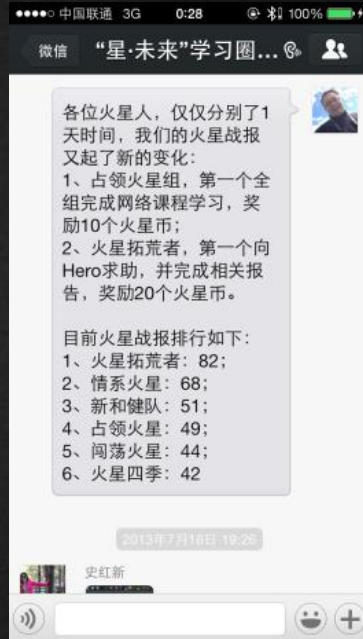 中国联通 3G 0:28 100%
微信 “星·未来”学习圈...
各位火星人，仅仅分别了1
天时间，我们的火星战报
又起了新的变化：
1、占领火星组，第一个全
组完成网络课程学习，奖
励10个火星币；
2、火星拓荒者，第一个向
Hero求助，并完成相关报
告，奖励20个火星币。
目前火星战报排行如下：
1、火星拓荒者：82；
2、情系火星：68；
3、新和健队：51；
4、占领火星：49；
5、闯荡火星：44；
6、火星四季：42
2013年7月16日 19:26
史红新